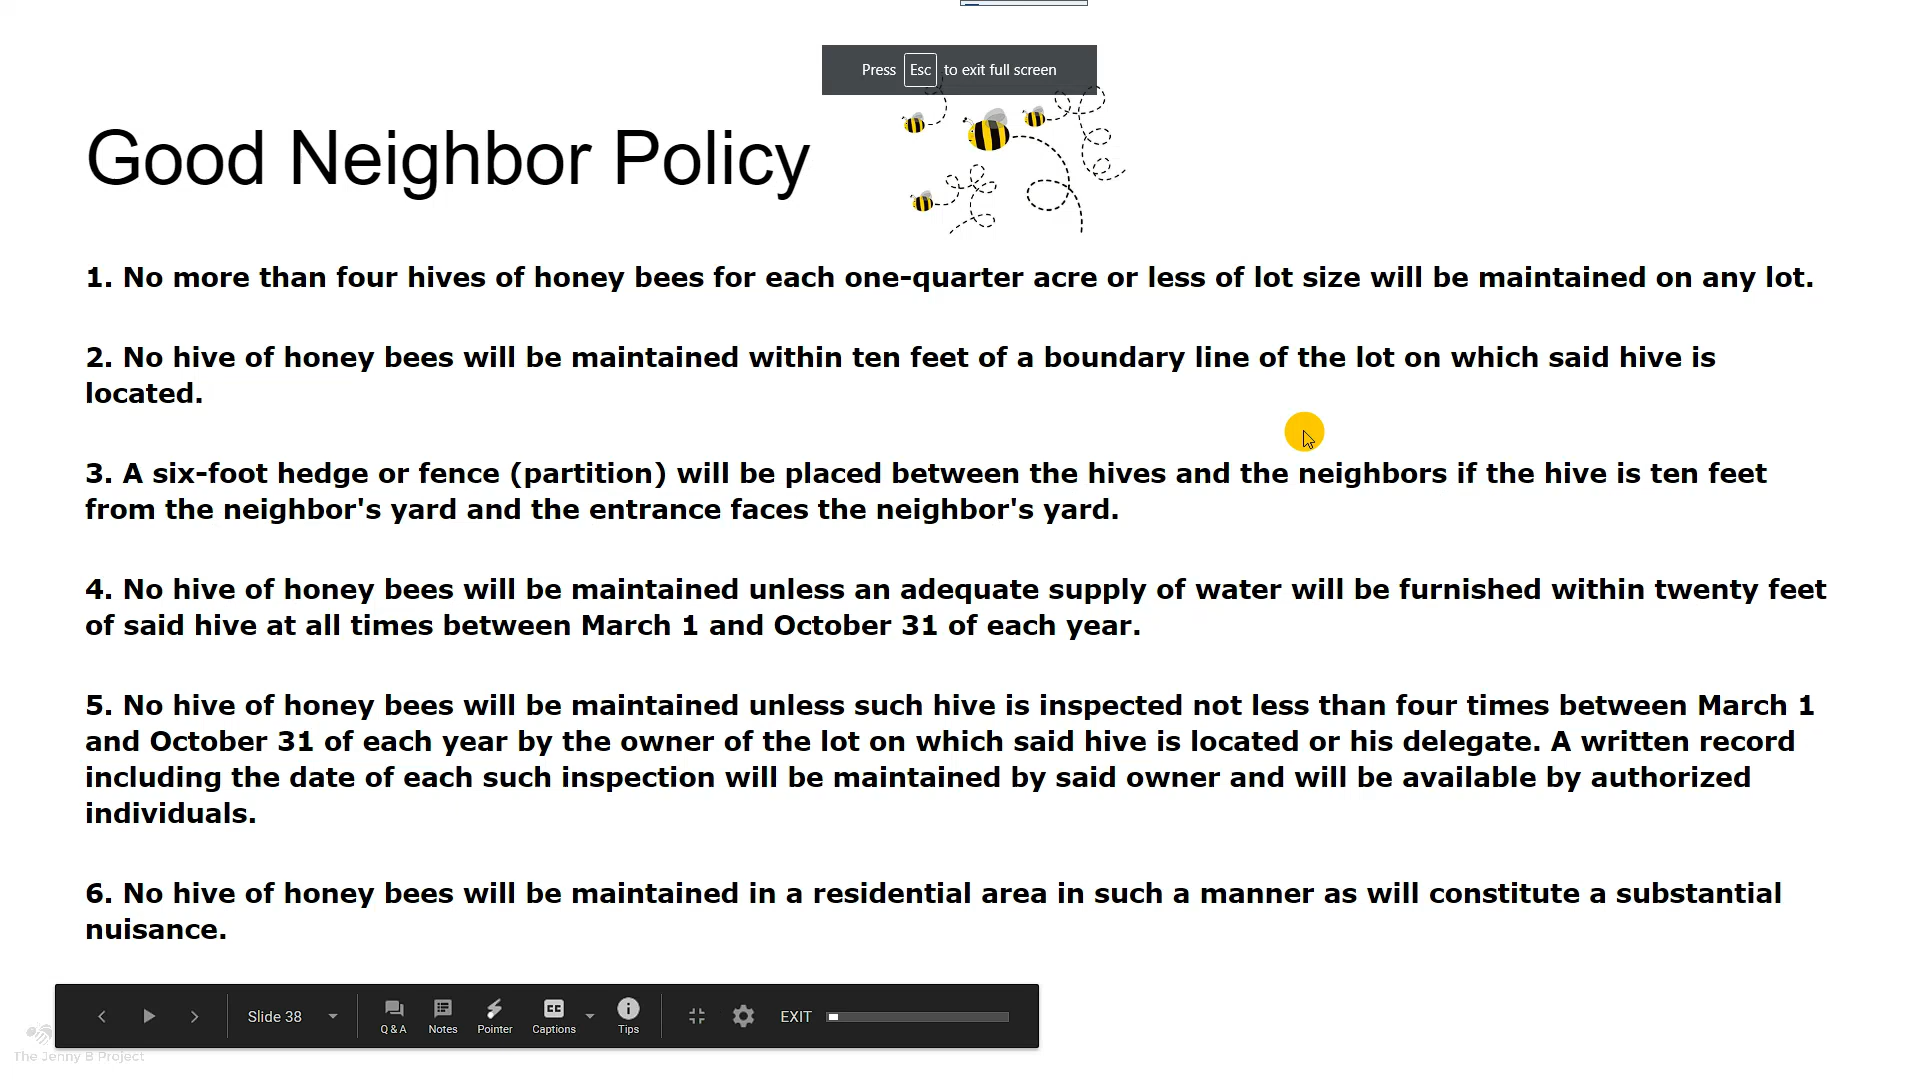 Press Esc to exit full screen
Good Neighbor Policy
1. No more than four hives of honey bees for each one-quarter acre or less of lot size will be maintained on any lot.
2. No hive of honey bees will be maintained within ten feet of a boundary line of the lot on which said hive is
located.
3. A six-foot hedge or fence (partition) will be placed between the hives and the neighbors if the hive is ten feet
from the neighbor's yard and the entrance faces the neighbor's yard.
4. No hive of honey bees will be maintained unless an adequate supply of water will be furnished within twenty feet
of said hive at all times between March 1 and October 31 of each year.
5. No hive of honey bees will be maintained unless such hive is inspected not less than four times between March 1
and October 31 of each year by the owner of the lot on which said hive is located or his delegate. A written record
including the date of each such inspection will be maintained by said owner and will be available by authorized
individuals.
6. No hive of honey bees will be maintained in a residential area in such a manner as will constitute a substantial
nuisance.
Slide 38 Q & A Notes Pointer CC Captions Tips EXIT
The Jenny B Project